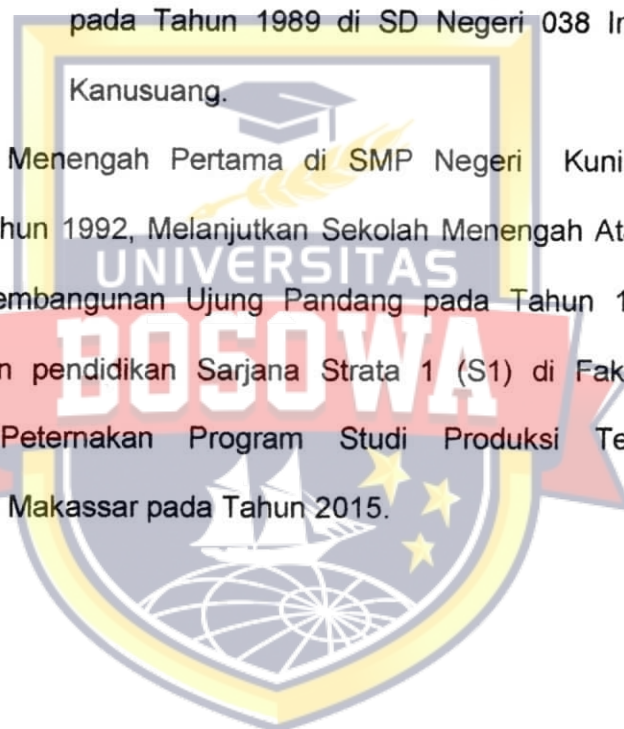 pada Tahun 1989 di SD Negeri 038 In
Kanusuang.
Menengah Pertama di SMP Negeri Kuni
hun 1992, Melanjutkan Sekolah Menengah At
UNIVERSITAS
embangunan Ujung Pandang pada Tahun 1
BOSOWA
n pendidikan Sarjana Strata 1 (S1) di Fak
Peternakan Program Studi Produksi Te
Makassar pada Tahun 2015.